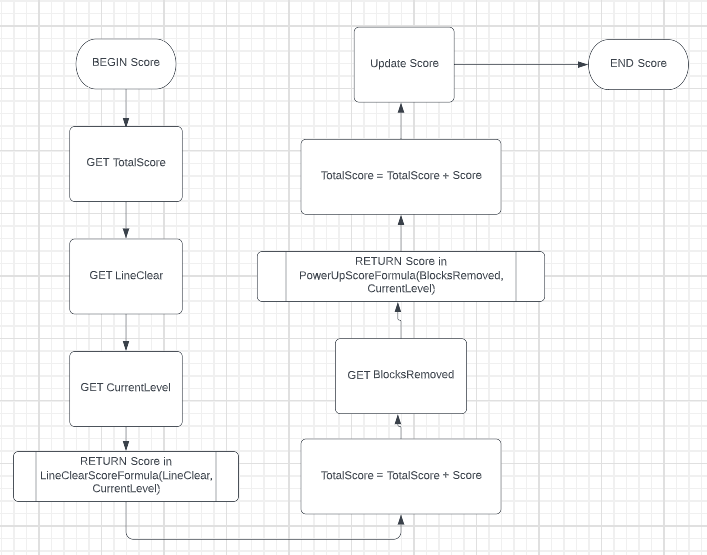 BEGIN Score
GET TotalScore
GET LineClear
GET CurrentLevel
RETURN Score in
LineClearScoreFormula(LineClear,
CurrentLevel)
TotalScore = TotalScore + Score
GET BlocksRemoved
RETURN Score in
PowerUpScoreFormula(BlocksRemoved,
CurrentLevel)
TotalScore = TotalScore + Score
Update Score
END Score